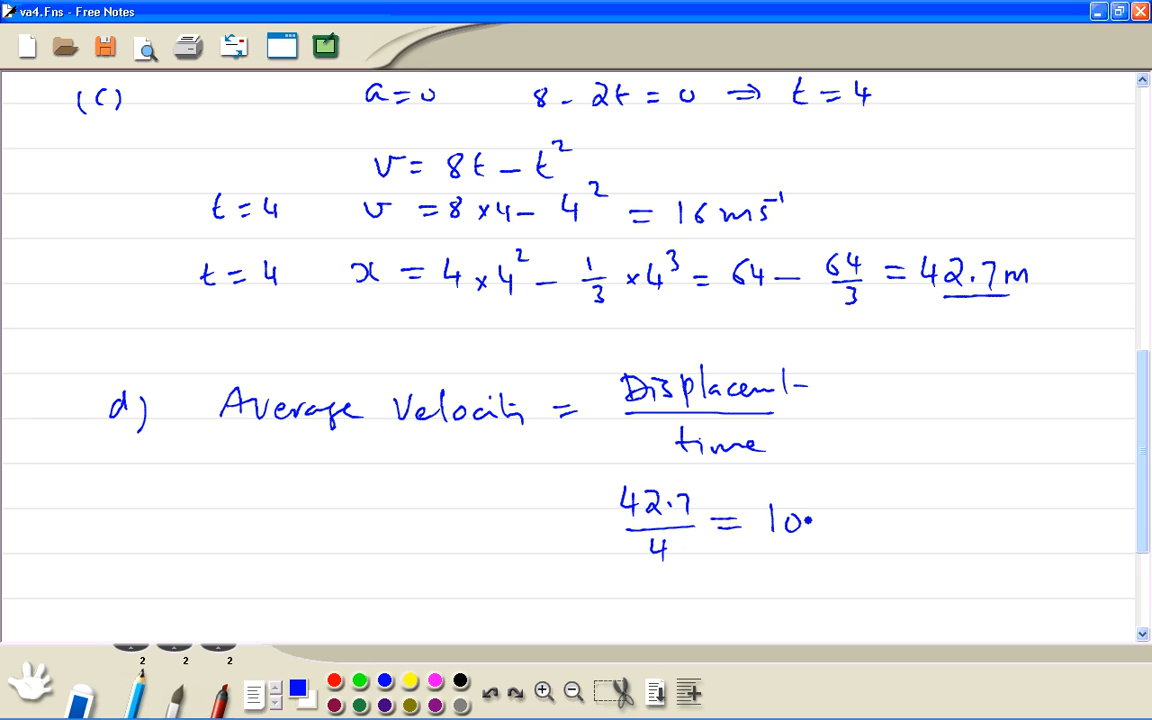 va4.Fns - Free Notes
(c) a = 0 8 - 2t = 0 ⇒ t = 4
v = 8t - t²
t = 4 v = 8 × 4 - 4² = 16 ms⁻¹
t = 4 x = 4 × 4² - 1/3 × 4³ = 64 - 64/3 = 42.7 m
d) Average Velocity = Displacemt
time
42.7/4 = 10.
2 2 2